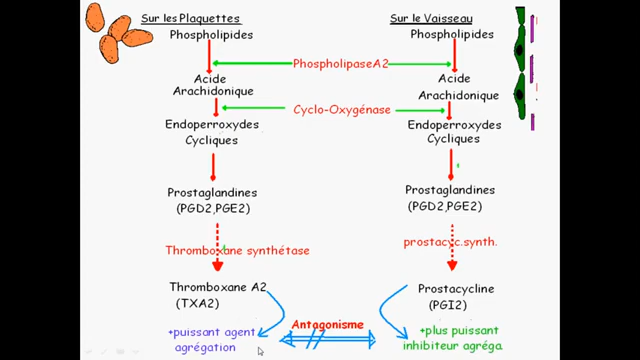 Sur les Plaquettes
Sur le Vaisseau
Phospholipides
Phospholipides
PhospholipaseA2
Acide
Arachidonique
Acide
Arachidonique
Cyclo-Oxygénase
Endoperroxydes
Cycliques
Endoperroxydes
Cycliques
Prostaglandines
(PGD2,PGE2)
Prostaglandines
(PGD2,PGE2)
Thromboxane synthétase
prostacyc.synth.
Thromboxane A2
(TXA2)
Prostacycline
(PGI2)
Antagonisme
+puissant agent
agrégation
+plus puissant
inhibiteur agréga